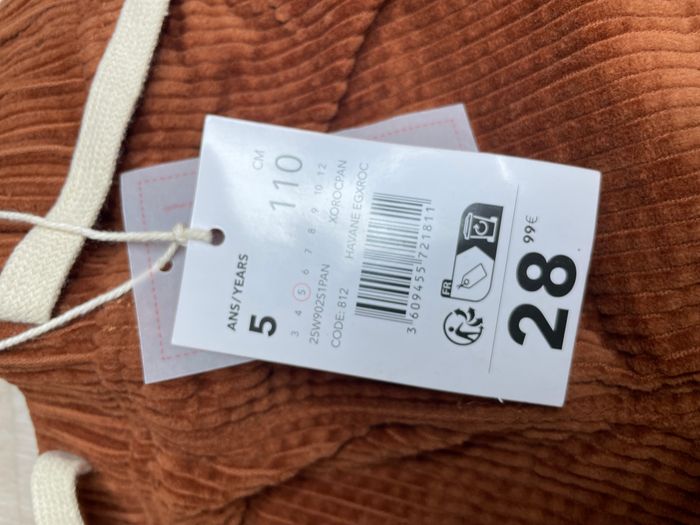 ANS/YEARS CM
5 110
3 4 5 6 7 8 9 10 12
2SW902S1PAN XOROCPAN
CODE: 812 HAVANE EGXROC
3 609455 721811
FR
28 99€